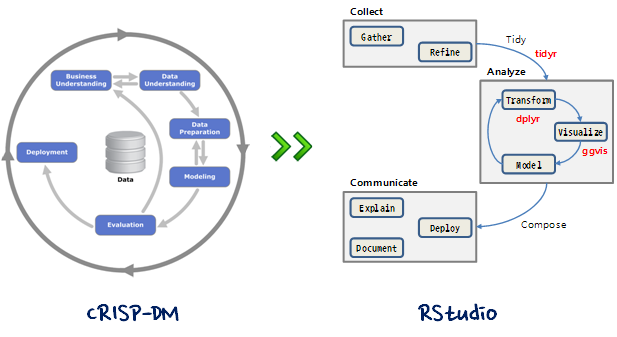 Business
Understanding
Data
Understanding
Data
Preparation
Modeling
Evaluation
Deployment
Data
CRISP-DM
Collect
Gather
Refine
Tidy
tidyr
Analyze
Transform
dplyr
Visualize
ggvis
Model
Communicate
Explain
Deploy
Document
Compose
RStudio